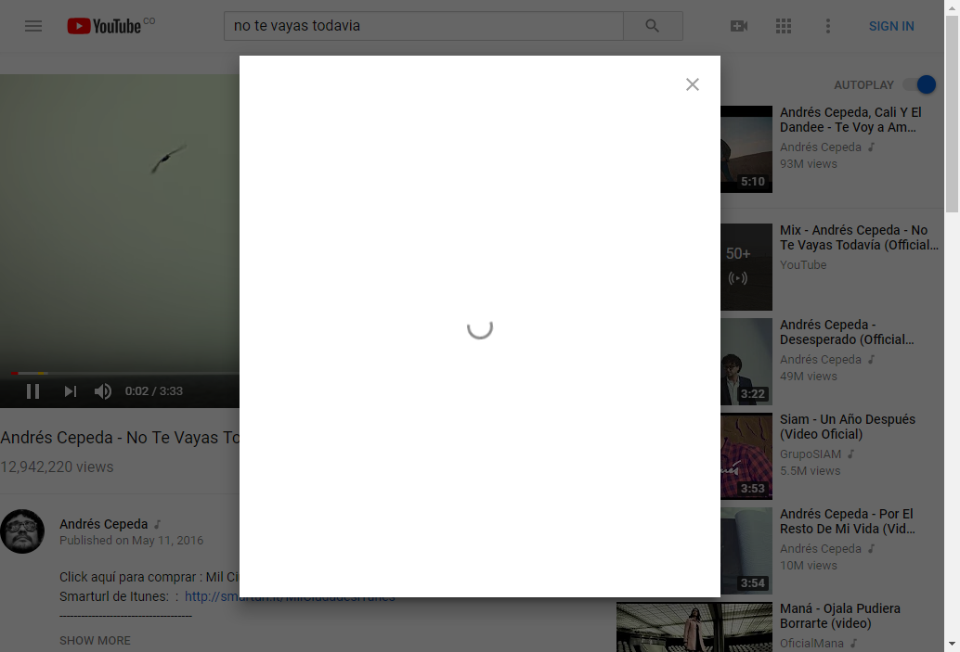 YouTube CO
no te vayas todavia
SIGN IN
AUTOPLAY
Andrés Cepeda, Cali Y El
Dandee - Te Voy a Am...
Andrés Cepeda
93M views
5:10
50+
Mix - Andrés Cepeda - No
Te Vayas Todavía (Official...
YouTube
Andrés Cepeda -
Desesperado (Official...
Andrés Cepeda
49M views
3:22
Siam - Un Año Después
(Video Oficial)
GrupoSIAM
5.5M views
3:53
Andrés Cepeda - Por El
Resto De Mi Vida (Vid...
Andrés Cepeda
10M views
3:54
Maná - Ojala Pudiera
Borrarte (video)
OficialMana
0:02 / 3:33
Andrés Cepeda - No Te Vayas To
12,942,220 views
Andrés Cepeda
Published on May 11, 2016
Click aquí para comprar : Mil Ci
Smarturl de Itunes: :
----------------------------------------
SHOW MORE